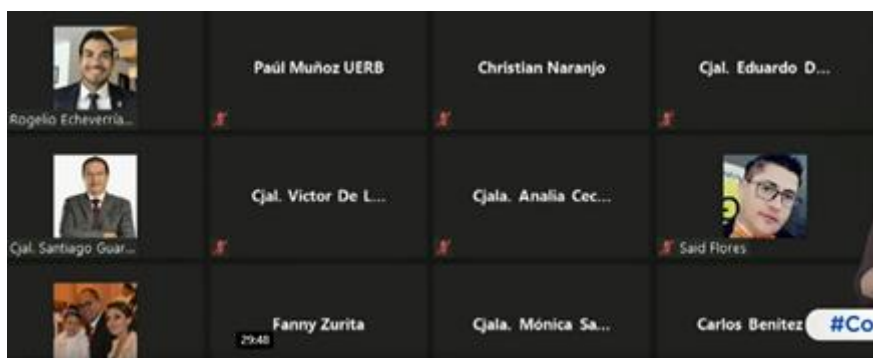 Paúl Muñoz UERB
Christian Naranjo
Cjal. Eduardo D...
Rogelio Echeverría...
Cjal. Victor De L...
Cjala. Analia Cec...
Cjal. Santiago Guar...
Said Flores
Fanny Zurita
Cjala. Mónica Sa...
Carlos Benítez
29:48
#Co